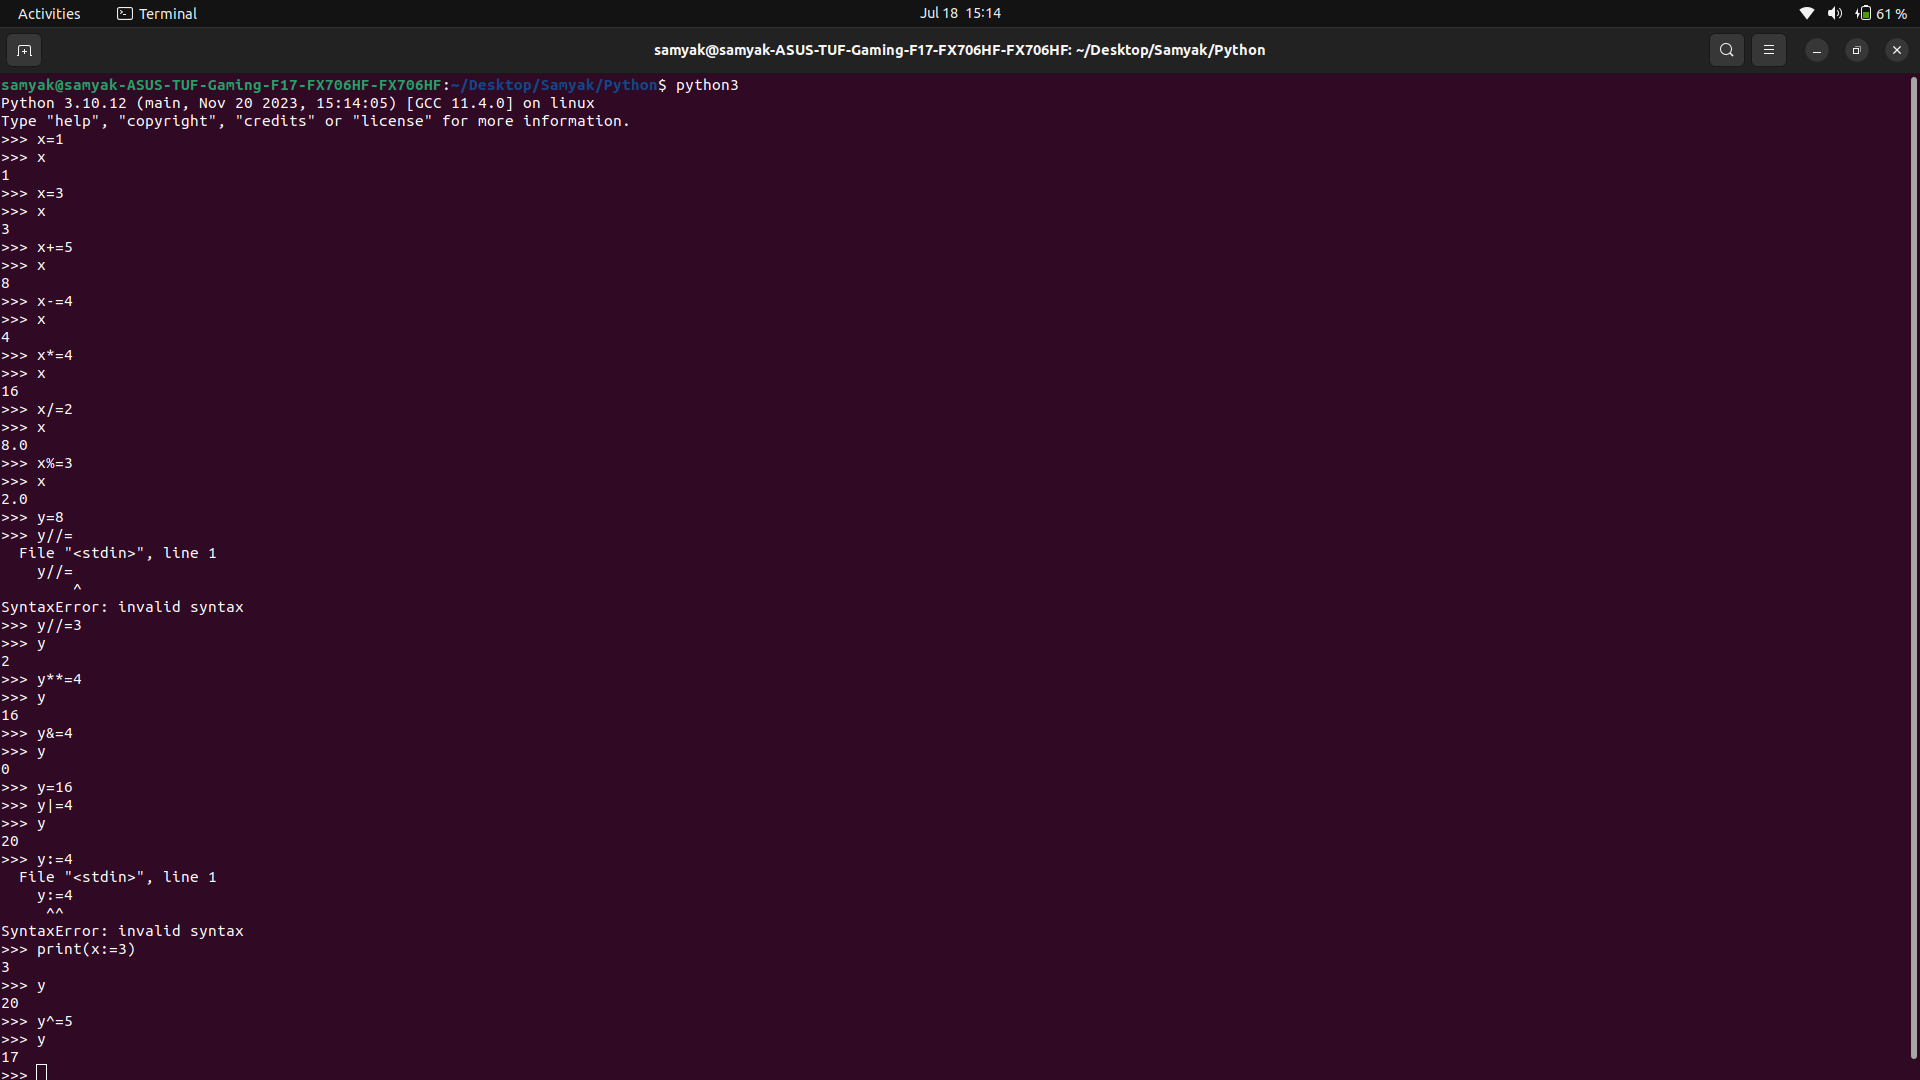 Activities Terminal Jul 18 15:14 61 %
samyak@samyak-ASUS-TUF-Gaming-F17-FX706HF-FX706HF: ~/Desktop/Samyak/Python
samyak@samyak-ASUS-TUF-Gaming-F17-FX706HF-FX706HF:~/Desktop/Samyak/Python$ python3
Python 3.10.12 (main, Nov 20 2023, 15:14:05) [GCC 11.4.0] on linux
Type "help", "copyright", "credits" or "license" for more information.
>>> x=1
>>> x
1
>>> x=3
>>> x
3
>>> x+=5
>>> x
8
>>> x-=4
>>> x
4
>>> x*=4
>>> x
16
>>> x/=2
>>> x
8.0
>>> x%=3
>>> x
2.0
>>> y=8
>>> y//=
  File "<stdin>", line 1
    y//=
        ^
SyntaxError: invalid syntax
>>> y//=3
>>> y
2
>>> y**=4
>>> y
16
>>> y&=4
>>> y
0
>>> y=16
>>> y|=4
>>> y
20
>>> y:=4
  File "<stdin>", line 1
    y:=4
     ^^
SyntaxError: invalid syntax
>>> print(x:=3)
3
>>> y
20
>>> y^=5
>>> y
17
>>>